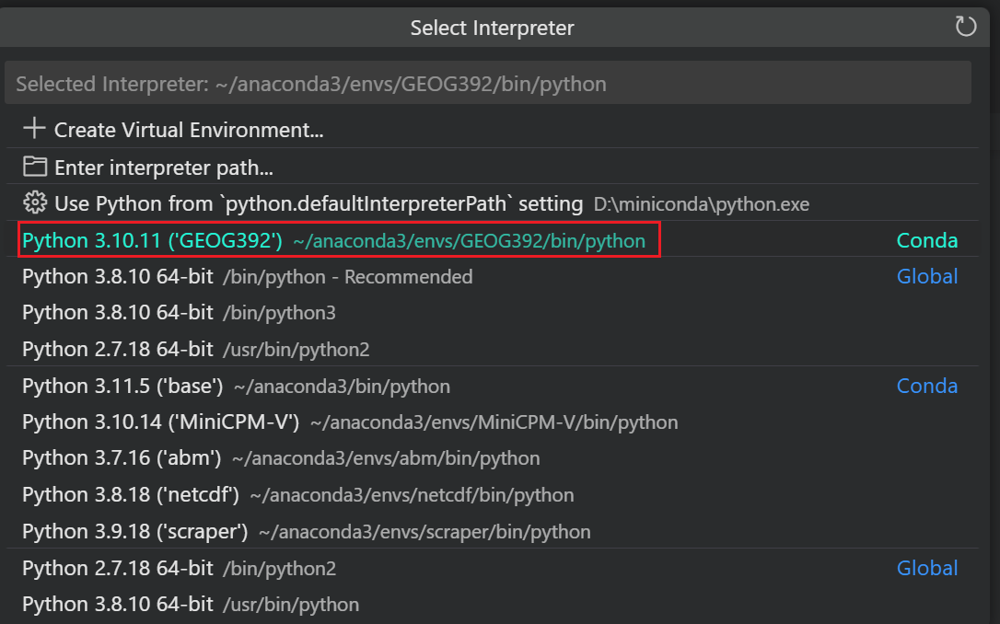 Select Interpreter
Selected Interpreter: ~/anaconda3/envs/GEOG392/bin/python
Create Virtual Environment...
Enter interpreter path...
Use Python from `python.defaultInterpreterPath` setting D:\miniconda\python.exe
Python 3.10.11 ('GEOG392') ~/anaconda3/envs/GEOG392/bin/python Conda
Python 3.8.10 64-bit /bin/python - Recommended Global
Python 3.8.10 64-bit /bin/python3
Python 2.7.18 64-bit /usr/bin/python2
Python 3.11.5 ('base') ~/anaconda3/bin/python Conda
Python 3.10.14 ('MiniCPM-V') ~/anaconda3/envs/MiniCPM-V/bin/python
Python 3.7.16 ('abm') ~/anaconda3/envs/abm/bin/python
Python 3.8.18 ('netcdf') ~/anaconda3/envs/netcdf/bin/python
Python 3.9.18 ('scraper') ~/anaconda3/envs/scraper/bin/python
Python 2.7.18 64-bit /bin/python2 Global
Python 3.8.10 64-bit /usr/bin/python